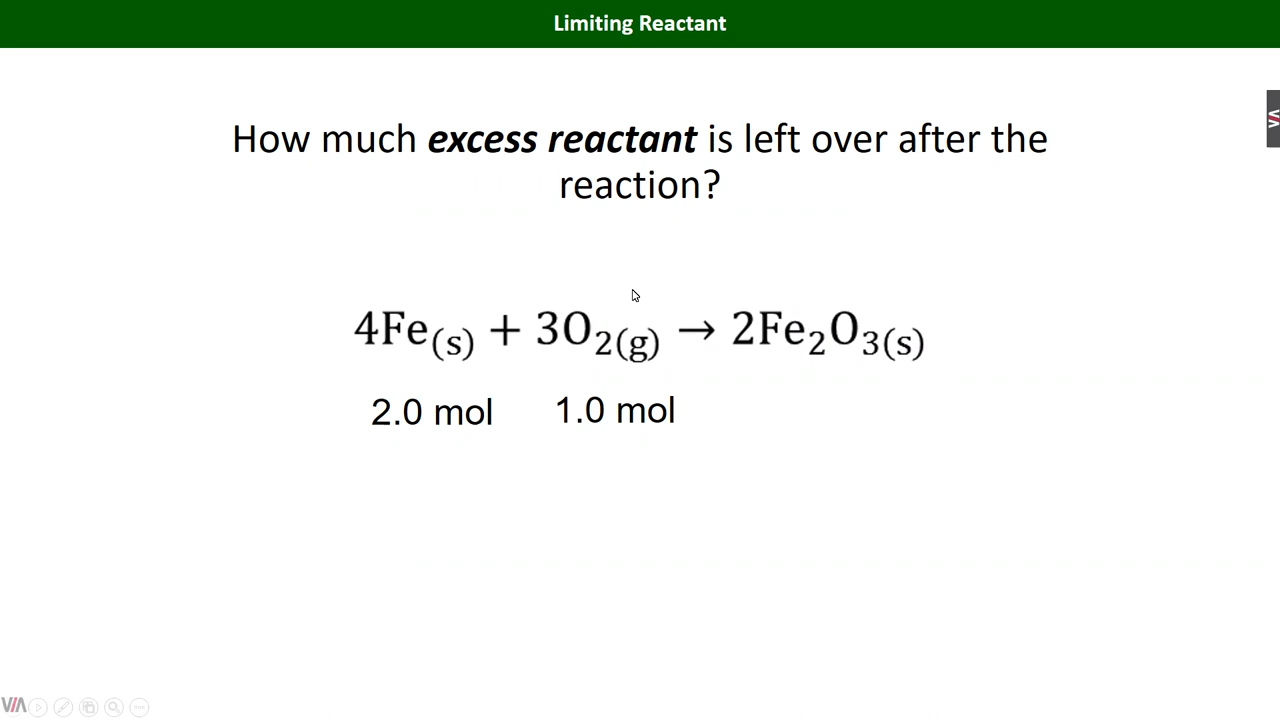 Limiting Reactant
How much excess reactant is left over after the
reaction?
4Fe(s) + 3O2(g) → 2Fe2O3(s)
2.0 mol 1.0 mol
VIA